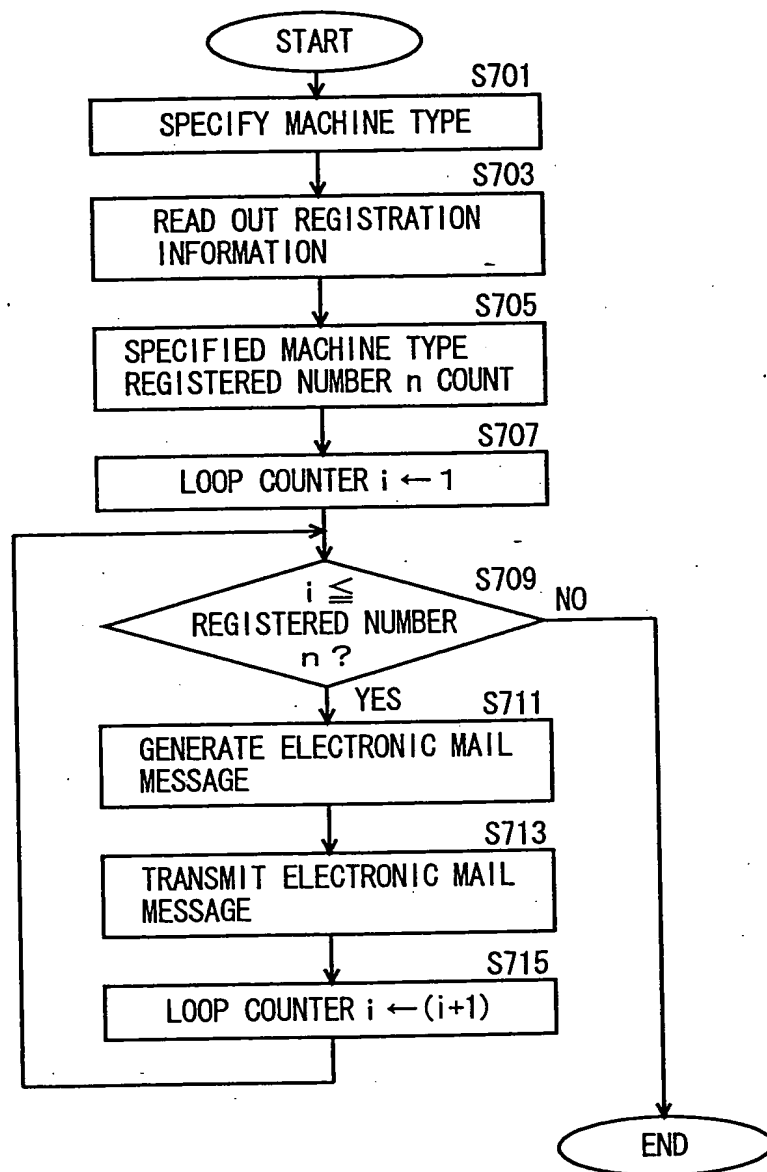 START
S701
SPECIFY MACHINE TYPE
S703
READ OUT REGISTRATION
INFORMATION
S705
SPECIFIED MACHINE TYPE
REGISTERED NUMBER n COUNT
S707
LOOP COUNTER i ← 1
S709
i ≦
REGISTERED NUMBER
n ?
NO
YES
S711
GENERATE ELECTRONIC MAIL
MESSAGE
S713
TRANSMIT ELECTRONIC MAIL
MESSAGE
S715
LOOP COUNTER i ← (i+1)
END